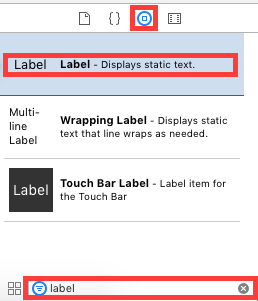 { }
Label Label - Displays static text.
Multi- Wrapping Label - Displays static
line text that line wraps as needed.
Label
Label Touch Bar Label - Label item for
the Touch Bar
label